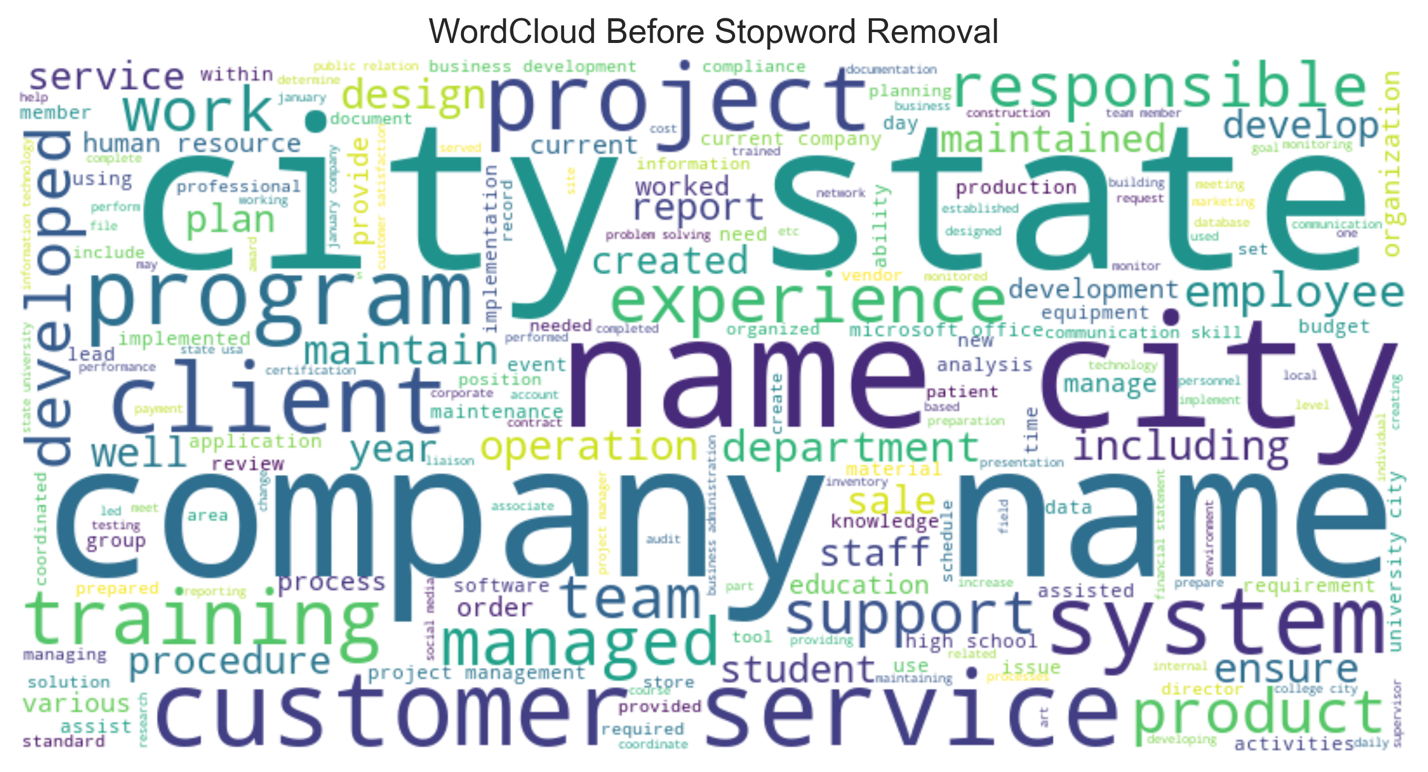 WordCloud Before Stopword Removal
service
within
public relation
business development
compliance
documentation
determine
planning
help
member
work
january
design
document
project
cost
business
responsible
construction
team member
day
develop
organization
developed
human resource
current
current company
maintained
goal
monitoring
complete
using
professional
working
served
provide
customer satisfaction
january company
information
trained
worked
report
network
production
building
request
meeting
marketing
database
communication
information technology
perform
file
plan
award
city state
implementation
record
site
problem solving
need
etc
ability
established
designed
used
one
set
include
may
s
created
vendor
monitored
monitor
program
experience
development
employee
equipment
implemented
state usa
needed
completed
organized
microsoft office
communication skill
budget
state university
lead
performance
certification
maintain
performed
event
name city
new
analysis
technology
manage
personnel
implement
local
level
creating
client
position
corporate
account
maintenance
contract
create
patient
based
preparation
payment
application
well
review
year
liaison
operation
department
time
including
individual
presentation
material
inventory
sale
company name
knowledge
data
staff
schedule
field
environment
financial statement
university city
coordinated
led
meet
testing
group
area
change
associate
project manager
audit
business administration
part
prepared
reporting
process
software
order
social media
team
education
increase
support
assisted
prepare
requirement
training
managed
tool
providing
high school
system
managing
procedure
project management
student
use
related
issue
maintaining
processes
internal
ensure
solution
store
course
director
college city
various
assist
research
customer service
provided
required
coordinate
art
product
supervisor
standard
developing
activities
daily